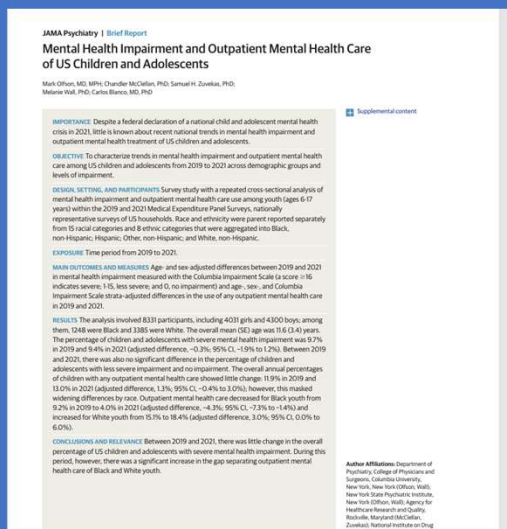 JAMA Psychiatry | Brief Report
Mental Health Impairment and Outpatient Mental Health Care
of US Children and Adolescents
Mark Olfson, MD, MPH; Chandler McClellan, PhD; Samuel H. Zuvekas, PhD;
Melanie Wall, PhD; Carlos Blanco, MD, PhD
Supplemental content
IMPORTANCE Despite a federal declaration of a national child and adolescent mental health
crisis in 2021, little is known about recent national trends in mental health impairment and
outpatient mental health treatment of US children and adolescents.
OBJECTIVE To characterize trends in mental health impairment and outpatient mental health
care among US children and adolescents from 2019 to 2021 across demographic groups and
levels of impairment.
DESIGN, SETTING, AND PARTICIPANTS Survey study with a repeated cross-sectional analysis of
mental health impairment and outpatient mental health care use among youth (ages 6-17
years) within the 2019 and 2021 Medical Expenditure Panel Surveys, nationally
representative surveys of US households. Race and ethnicity were parent reported separately
from 15 racial categories and 8 ethnic categories that were aggregated into Black,
non-Hispanic; Hispanic; Other, non-Hispanic; and White, non-Hispanic.
EXPOSURE Time period from 2019 to 2021.
MAIN OUTCOMES AND MEASURES Age- and sex-adjusted differences between 2019 and 2021
in mental health impairment measured with the Columbia Impairment Scale (a score ≥16
indicates severe; 1-15, less severe; and 0, no impairment) and age-, sex-, and Columbia
Impairment Scale strata-adjusted differences in the use of any outpatient mental health care
in 2019 and 2021.
RESULTS The analysis involved 8331 participants, including 4031 girls and 4300 boys; among
them, 1248 were Black and 3385 were White. The overall mean (SE) age was 11.6 (3.4) years.
The percentage of children and adolescents with severe mental health impairment was 9.7%
in 2019 and 9.4% in 2021 (adjusted difference, −0.3%; 95% CI, −1.9% to 1.2%). Between 2019
and 2021, there was also no significant difference in the percentage of children and
adolescents with less severe impairment and no impairment. The overall annual percentages
of children with any outpatient mental health care showed little change: 11.9% in 2019 and
13.0% in 2021 (adjusted difference, 1.3%; 95% CI, −0.4% to 3.0%); however, this masked
widening differences by race. Outpatient mental health care decreased for Black youth from
9.2% in 2019 to 4.0% in 2021 (adjusted difference, −4.3%; 95% CI, −7.3% to −1.4%) and
increased for White youth from 15.1% to 18.4% (adjusted difference, 3.0%; 95% CI, 0.0% to
6.0%).
CONCLUSIONS AND RELEVANCE Between 2019 and 2021, there was little change in the overall
percentage of US children and adolescents with severe mental health impairment. During this
period, however, there was a significant increase in the gap separating outpatient mental
health care of Black and White youth.
Author Affiliations: Department of
Psychiatry, College of Physicians and
Surgeons, Columbia University,
New York, New York (Olfson, Wall);
New York State Psychiatric Institute,
New York (Olfson, Wall); Agency for
Healthcare Research and Quality,
Rockville, Maryland (McClellan,
Zuvekas); National Institute on Drug